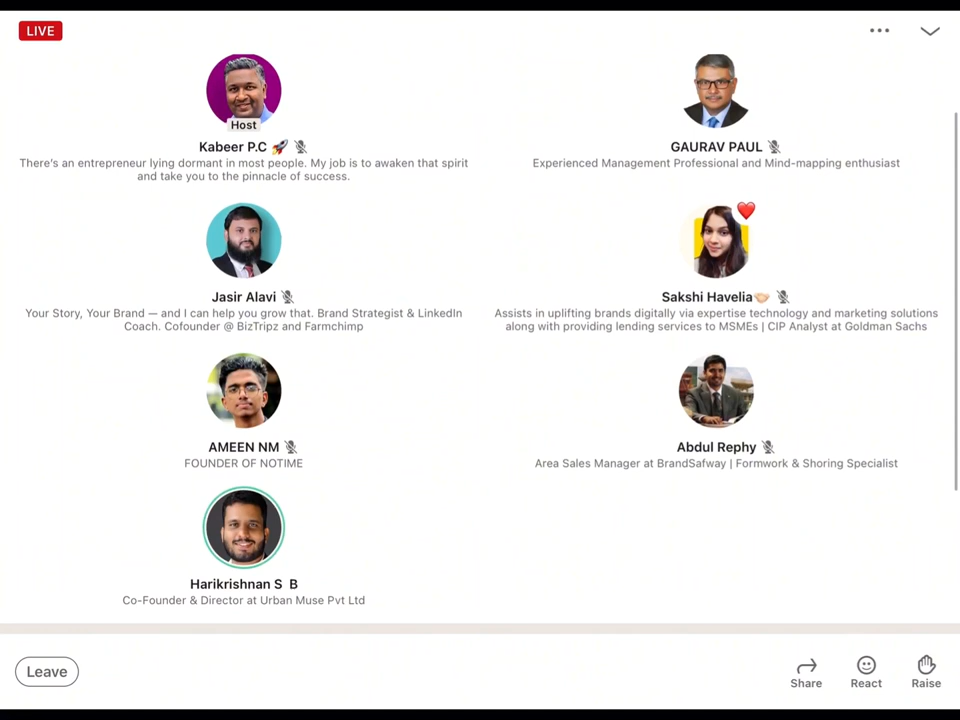 LIVE
Host
Kabeer P.C 🚀
There's an entrepreneur lying dormant in most people. My job is to awaken that spirit
and take you to the pinnacle of success.
GAURAV PAUL
Experienced Management Professional and Mind-mapping enthusiast
Jasir Alavi
Your Story, Your Brand — and I can help you grow that. Brand Strategist & LinkedIn
Coach. Cofounder @ BizTripz and Farmchimp
Sakshi Havelia🤝🏻
Assists in uplifting brands digitally via expertise technology and marketing solutions
along with providing lending services to MSMEs | CIP Analyst at Goldman Sachs
AMEEN NM
FOUNDER OF NOTIME
Abdul Rephy
Area Sales Manager at BrandSafway | Formwork & Shoring Specialist
Harikrishnan S B
Co-Founder & Director at Urban Muse Pvt Ltd
Leave
Share
React
Raise